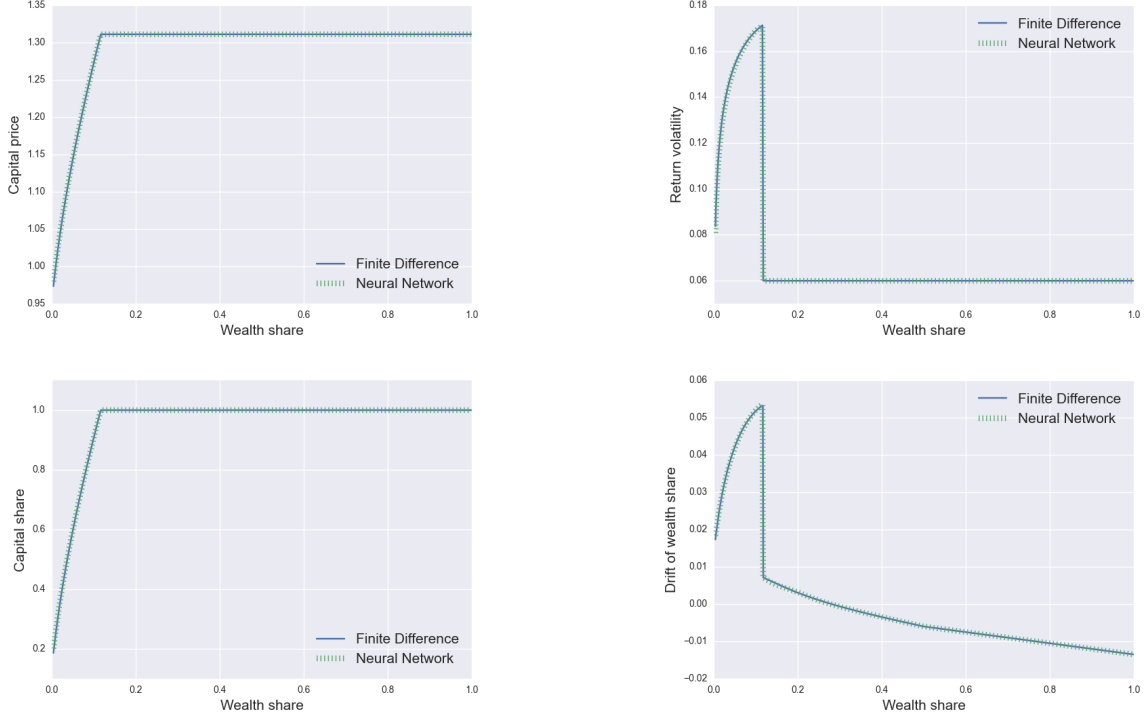 1.35
1.30
1.25
1.20
1.15
1.10
1.05
1.00
0.95
Capital price
Finite Difference
Neural Network
0.0 0.2 0.4 0.6 0.8 1.0
Wealth share
0.18
0.16
0.14
0.12
0.10
0.08
0.06
Return volatility
Finite Difference
Neural Network
0.0 0.2 0.4 0.6 0.8 1.0
Wealth share
1.0
0.8
0.6
0.4
0.2
Capital share
Finite Difference
Neural Network
0.0 0.2 0.4 0.6 0.8 1.0
Wealth share
0.06
0.05
0.04
0.03
0.02
0.01
0.00
−0.01
−0.02
Drift of wealth share
Finite Difference
Neural Network
0.0 0.2 0.4 0.6 0.8 1.0
Wealth share